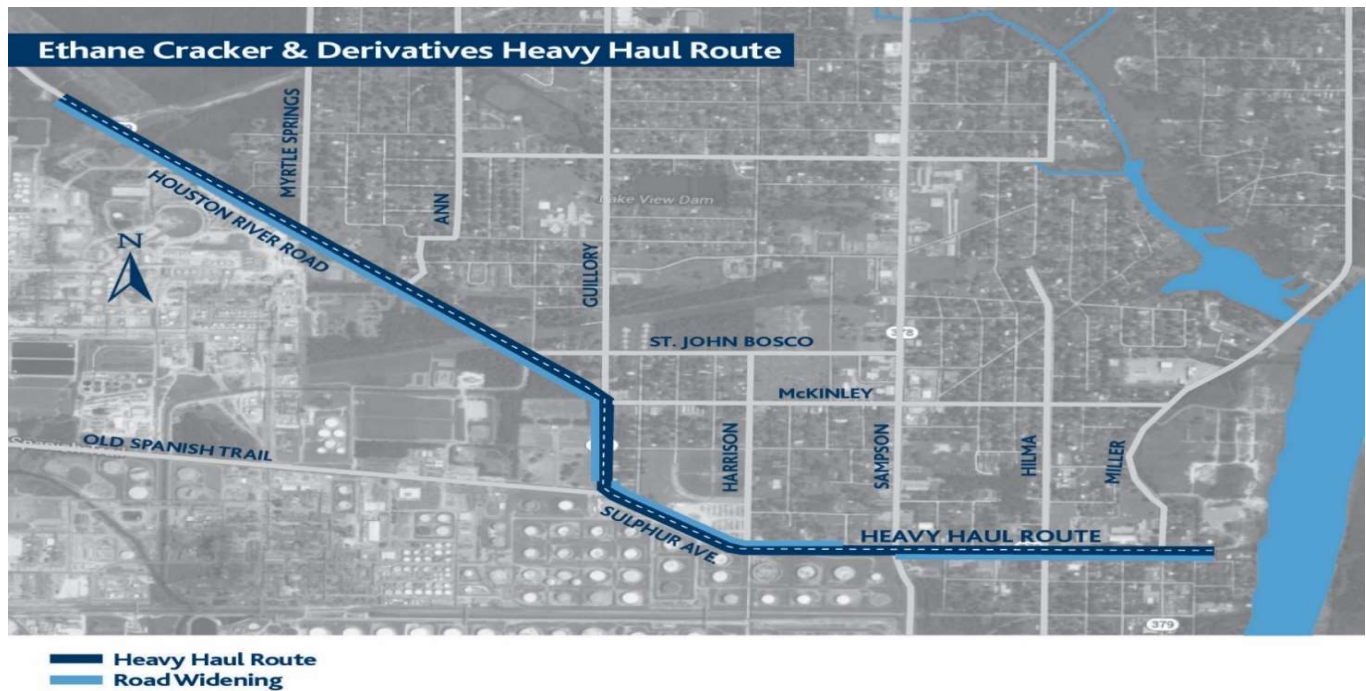 Ethane Cracker & Derivatives Heavy Haul Route
MYRTLE SPRINGS
HOUSTON RIVER ROAD
ANN
Lake View Dam
N
GUILLORY
ST. JOHN BOSCO
378
McKINLEY
OLD SPANISH TRAIL
HARRISON
SAMPSON
HILMA
MILLER
SULPHUR AVE.
HEAVY HAUL ROUTE
379
Heavy Haul Route
Road Widening